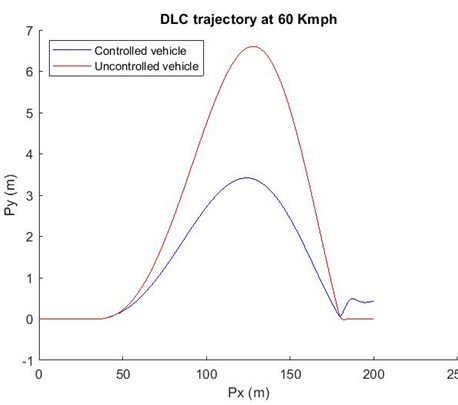 DLC trajectory at 60 Kmph
Controlled vehicle
Uncontrolled vehicle
7
6
5
4
3
2
1
0
-1
Py (m)
0 50 100 150 200 25
Px (m)